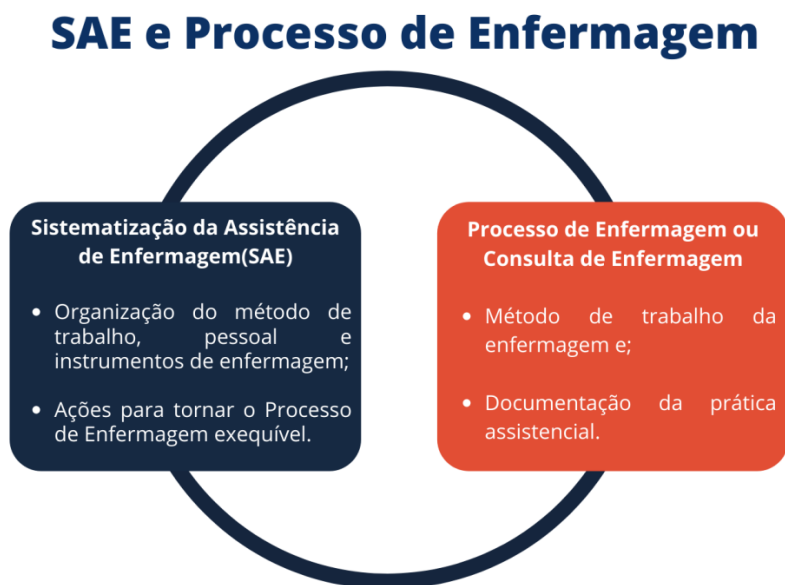 SAE e Processo de Enfermagem
Sistematização da Assistência
de Enfermagem(SAE)
• Organização do método de
trabalho, pessoal e
instrumentos de enfermagem;
• Ações para tornar o Processo
de Enfermagem exequível.
Processo de Enfermagem ou
Consulta de Enfermagem
• Método de trabalho da
enfermagem e;
• Documentação da prática
assistencial.